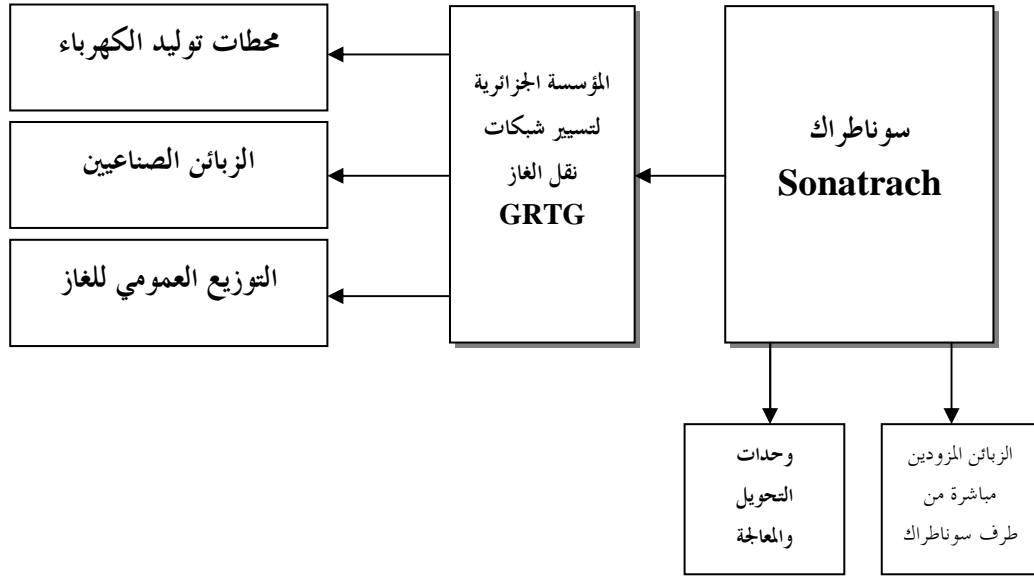 سوناطراك
Sonatrach
المؤسسة الجزائرية
لتسيير شبكات
نقل الغاز
GRTG
محطات توليد الكهرباء
الزبائن الصناعيين
التوزيع العمومي للغاز
الزبائن المزودين
مباشرة من
طرف سوناطراك
وحدات
التحويل
والمعالجة